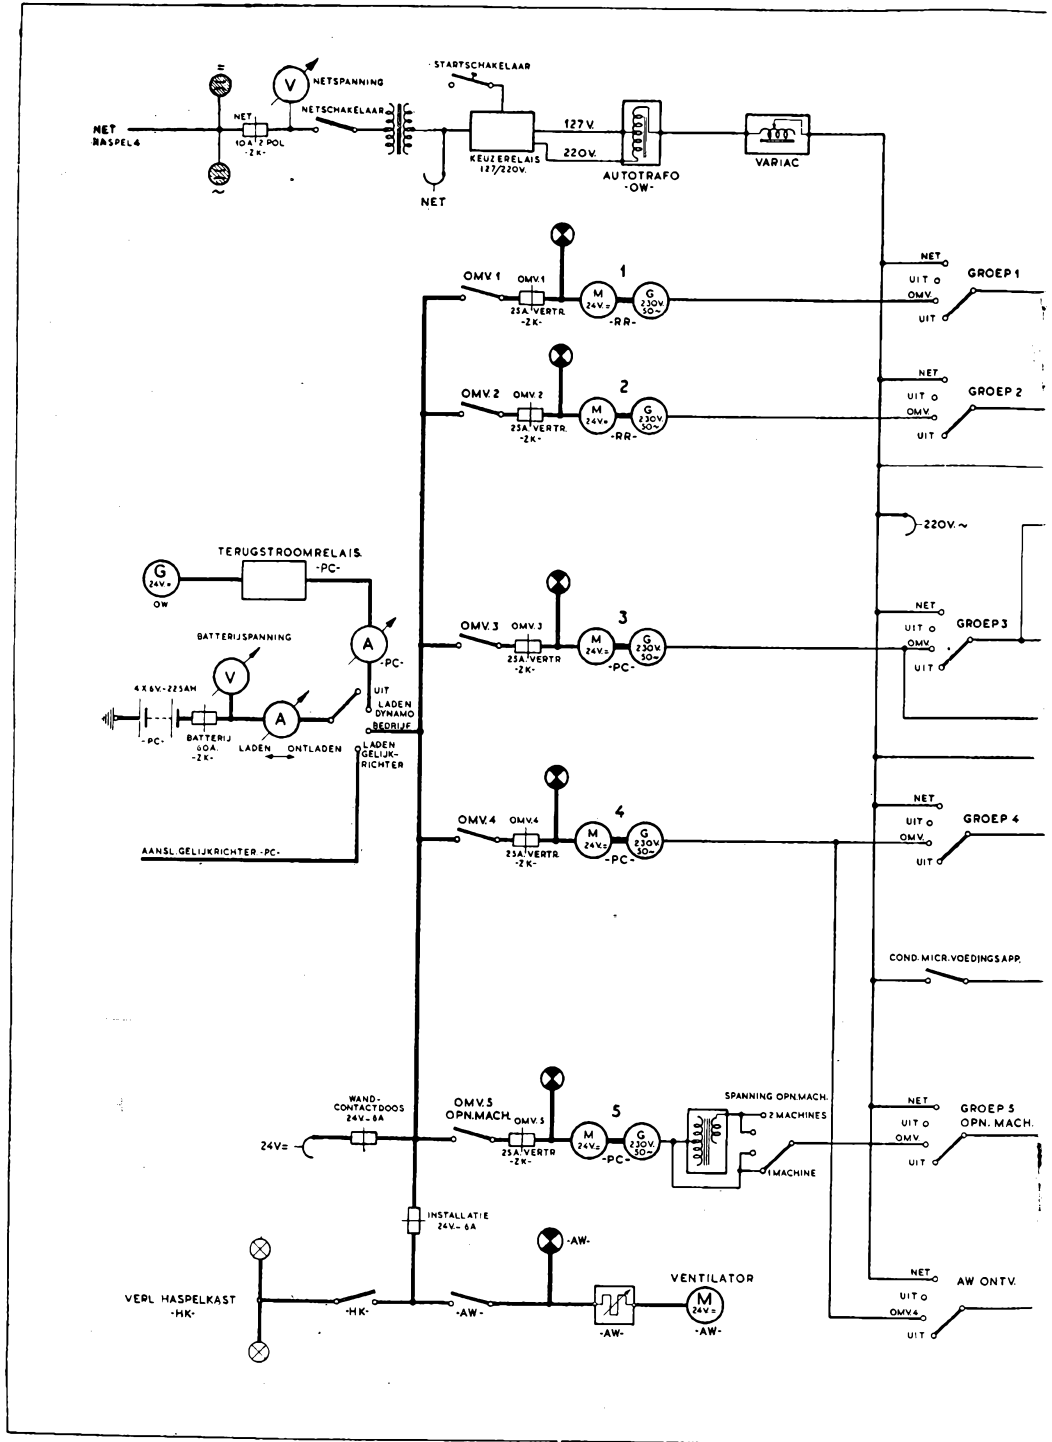 STARTSCHAKELAAR
=
V
NETSPANNING
NETSCHAKELAAR
NET
HASPEL 4
NET
10A 2 POL
-ZK-
~
NET
KEUZERELAIS
127/220V.
127V.
220V.
AUTOTRAFO
-OW-
VARIAC
OMV.1
OMV.1
25A. VERTR.
-ZK-
1
M
24V.=
G
230V.
50~
-RR-
NET
UIT
OMV.
UIT
GROEP 1
OMV.2
OMV.2
25A. VERTR.
-ZK-
2
M
24V.=
G
230V.
50~
-RR-
NET
UIT
OMV.
UIT
GROEP 2
220V.~
TERUGSTROOMRELAIS
-PC-
G
24V.=
OW
A
-PC-
BATTERIJSPANNING
V
4 X 6V.-225AH
-PC-
BATTERIJ
60A.
-ZK-
A
LADEN
ONTLADEN
UIT
LADEN
DYNAMO
BEDRIJF
LADEN
GELIJK-
RICHTER
AANSL. GELIJKRICHTER -PC-
OMV.3
OMV.3
25A. VERTR
-ZK-
3
M
24V.=
G
230V.
50~
-PC-
NET
UIT
OMV.
UIT
GROEP 3
OMV.4
OMV.4
25A. VERTR.
-ZK-
4
M
24V.=
G
230V.
50~
-PC-
NET
UIT
OMV.
UIT
GROEP 4
COND. MICR. VOEDINGS APP.
WAND-
CONTACTDOOS
24V.- 6A
24V=
OMV.5
OPN. MACH.
OMV.5
25A. VERTR
-ZK-
5
M
24V.=
G
230V.
50~
-PC-
SPANNING OPN. MACH.
2 MACHINES
1 MACHINE
NET
UIT
OMV.
UIT
GROEP 5
OPN. MACH.
INSTALLATIE
24V.- 6A
VERL HASPELKAST
-HK-
-HK-
-AW-
-AW-
-AW-
VENTILATOR
M
24V.=
-AW-
NET
UIT
OMV.4
UIT
AW ONTV.